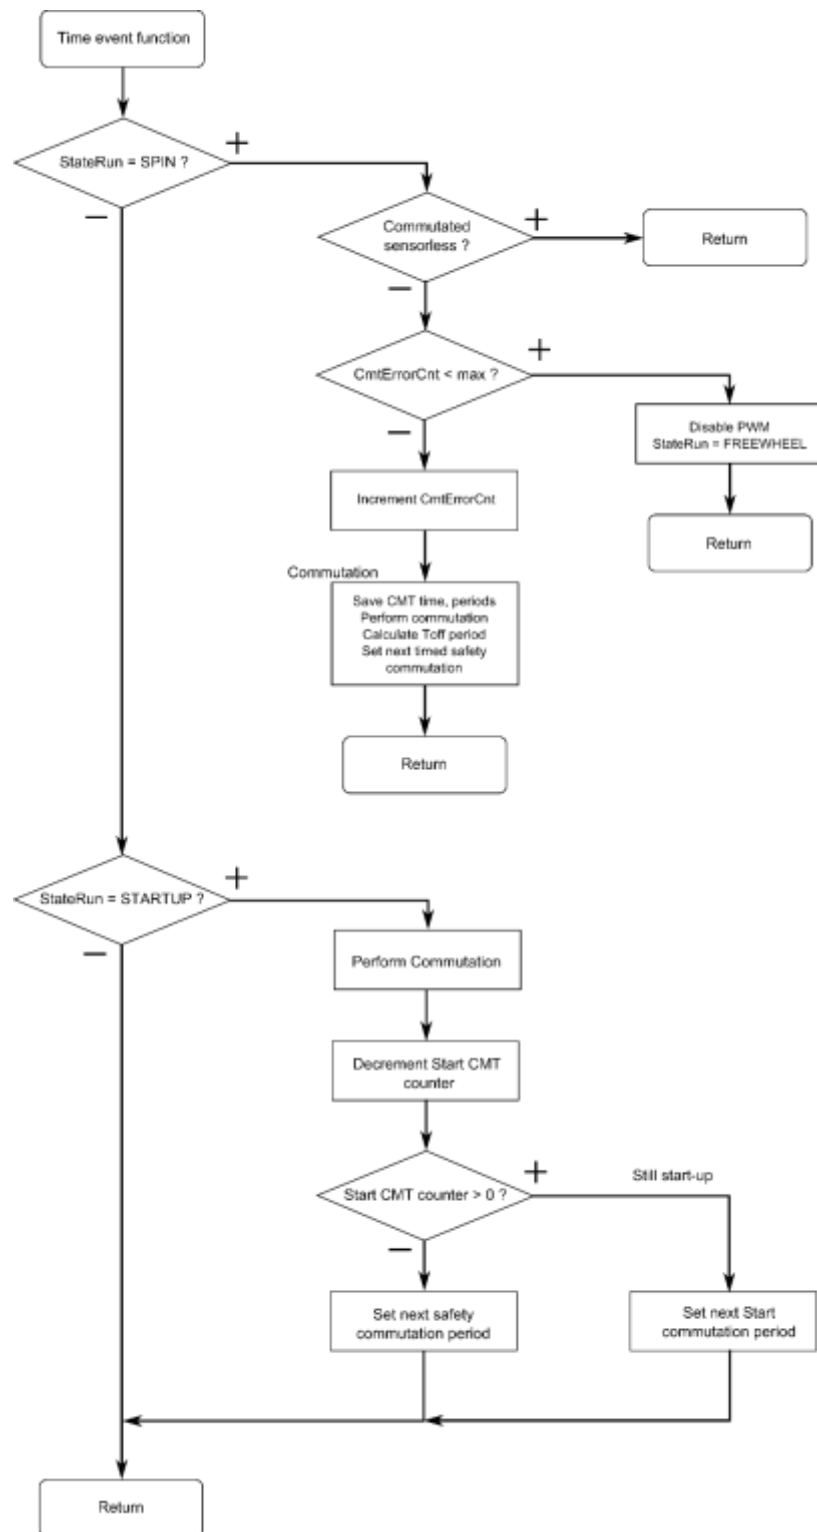 Time event function
StateRun = SPIN ?
+
−
Commutated
sensorless ?
+
Return
−
CmtErrorCnt < max ?
+
−
Disable PWM
StateRun = FREEWHEEL
Increment CmtErrorCnt
Return
Commutation
Save CMT time, periods
Perform commutation
Calculate Toff period
Set next timed safety
commutation
Return
StateRun = STARTUP ?
+
−
Perform Commutation
Decrement Start CMT
counter
Start CMT counter > 0 ?
+
Still start-up
−
Set next safety
commutation period
Set next Start
commutation period
Return